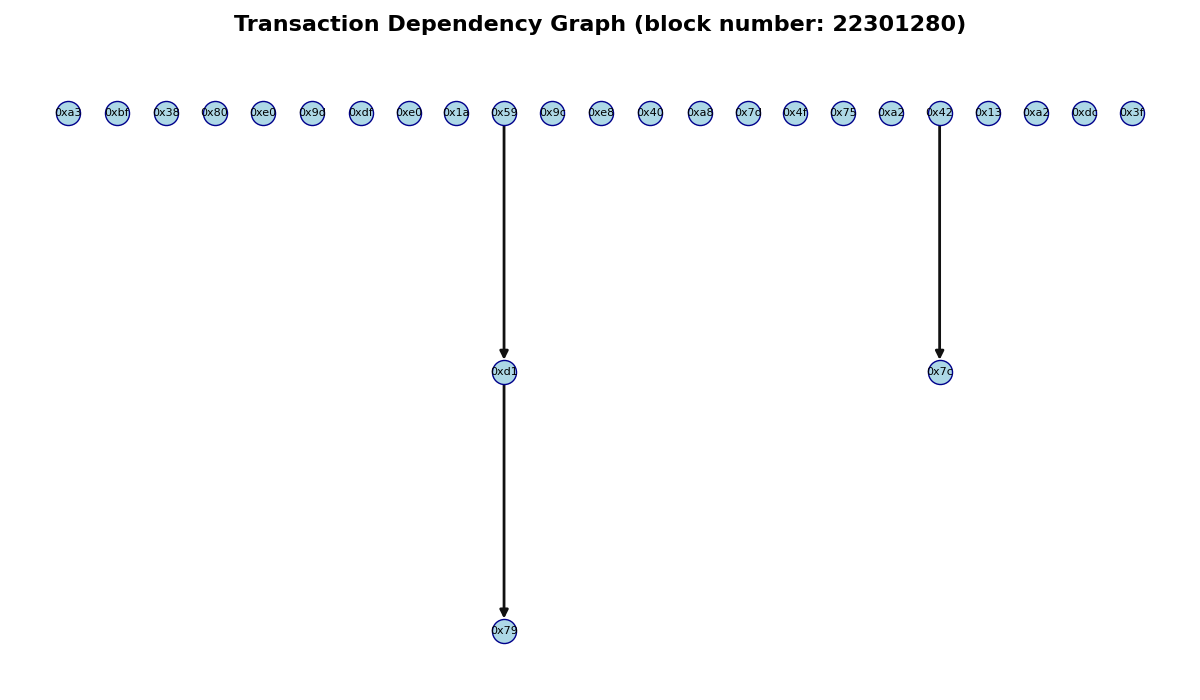 Transaction Dependency Graph (block number: 22301280)
0xa3 0xbf 0x38 0x80 0xe0 0x9d 0xdf 0xe0 0x1a 0x59 0x9c 0xe8 0x40 0xa8 0x7d 0x4f 0x75 0xa2 0x42 0x13 0xa2 0xdc 0x3f
0xd1 0x7c
0x79